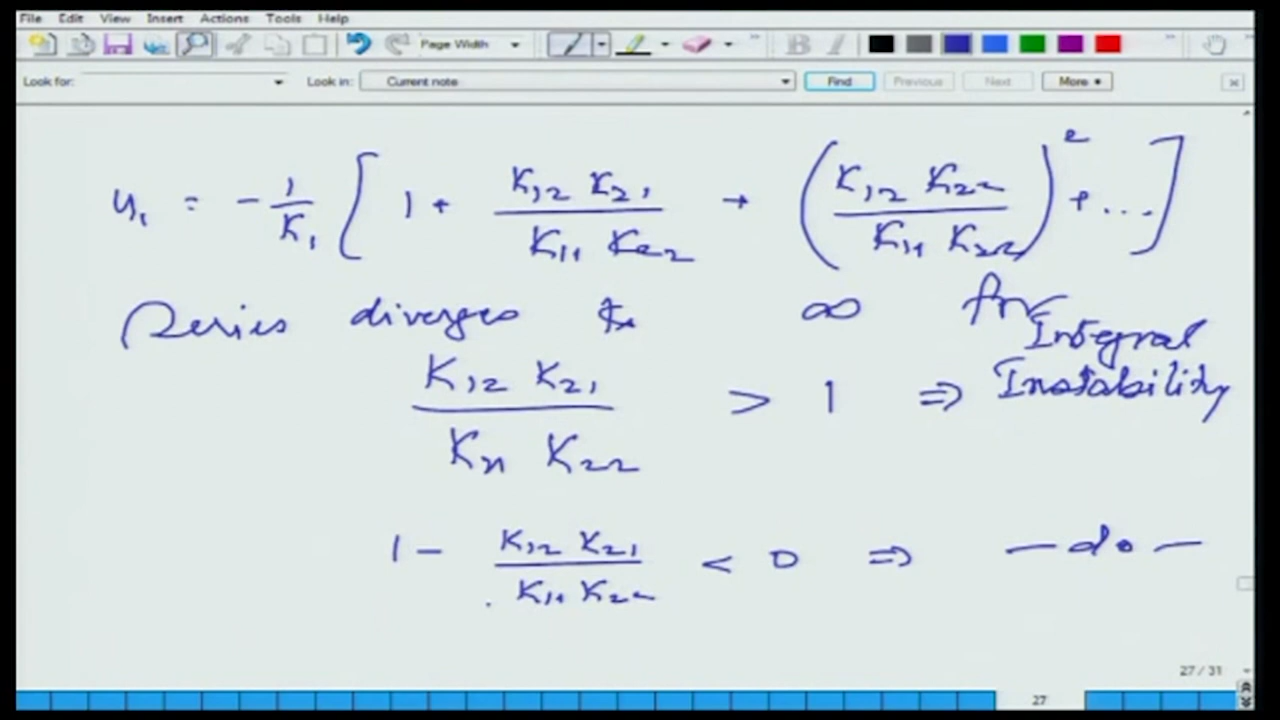 File Edit View Insert Actions Tools Help
Page Width
Look for: Look in: Current note Find Previous Next More
u₁ = - 1/K₁ [ 1 + K₁₂ K₂₁ / K₁₁ K₂₂ + ( K₁₂ K₂₂ / K₁₁ K₂₂ )² + ... ]
Series diverges to ∞ for
Integral
K₁₂ K₂₁ / K₁₁ K₂₂ > 1 ⇒ Instability
1 - K₁₂ K₂₁ / K₁₁ K₂₂ < 0 ⇒ — do —
27 / 31
27